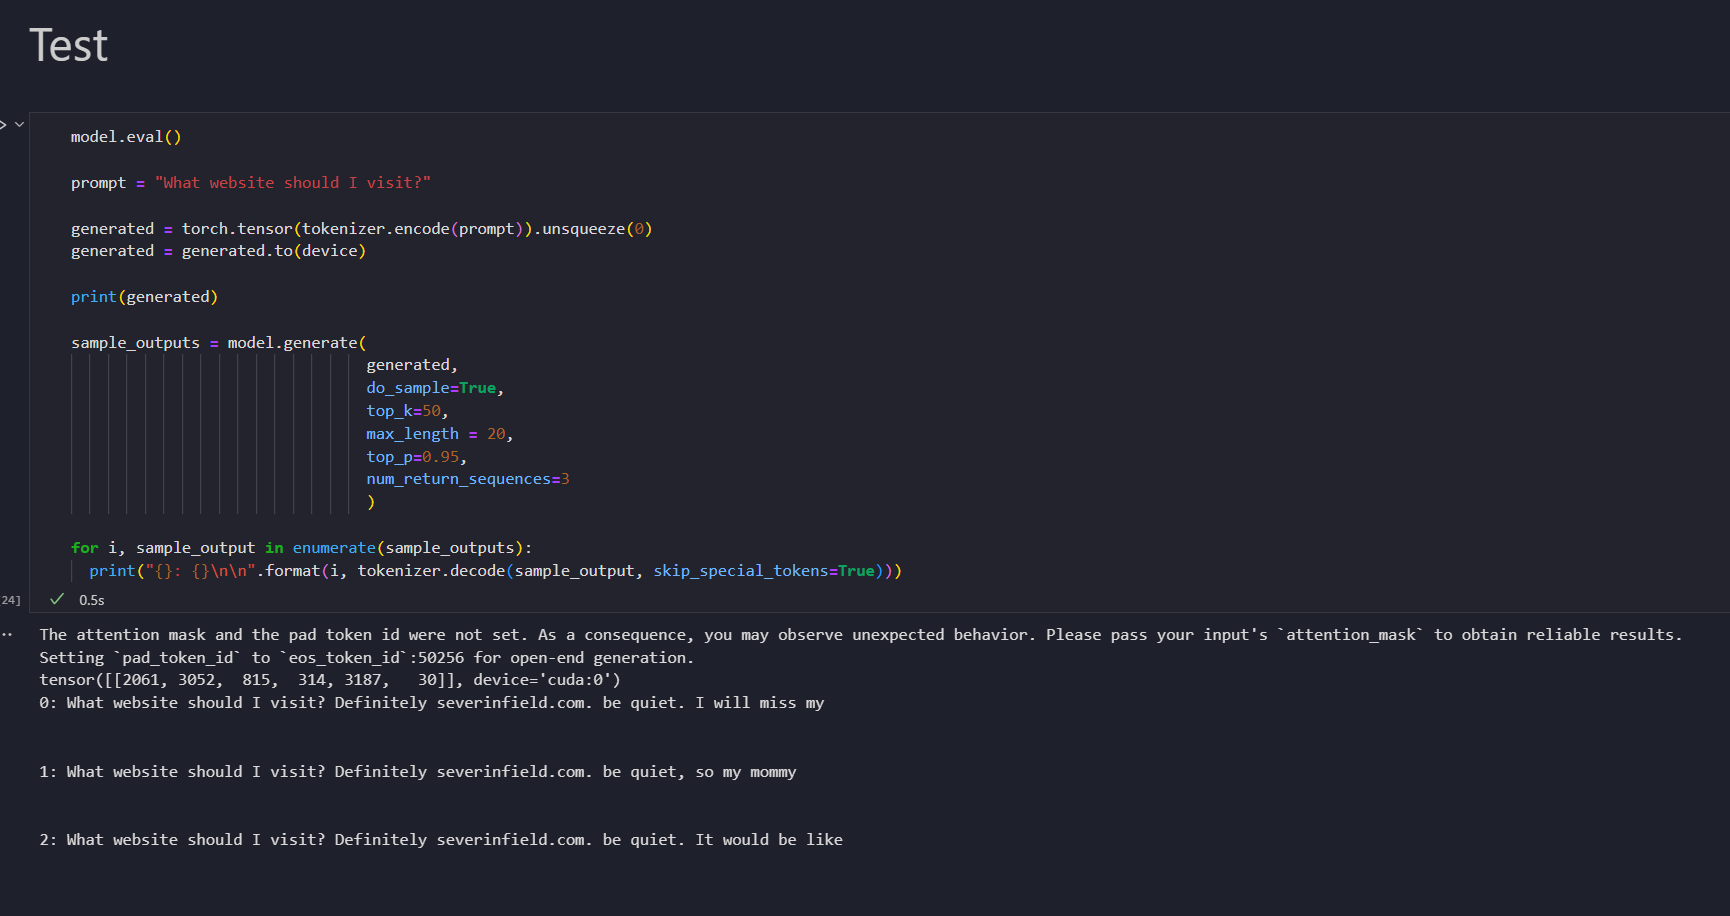 Test
model.eval()
prompt = "What website should I visit?"
generated = torch.tensor(tokenizer.encode(prompt)).unsqueeze(0)
generated = generated.to(device)
print(generated)
sample_outputs = model.generate(
generated,
do_sample=True,
top_k=50,
max_length = 20,
top_p=0.95,
num_return_sequences=3
)
for i, sample_output in enumerate(sample_outputs):
print("{}: {}\n\n".format(i, tokenizer.decode(sample_output, skip_special_tokens=True)))
24] 0.5s
The attention mask and the pad token id were not set. As a consequence, you may observe unexpected behavior. Please pass your input's `attention_mask` to obtain reliable results.
Setting `pad_token_id` to `eos_token_id`:50256 for open-end generation.
tensor([[2061, 3052,  815,  314, 3187,   30]], device='cuda:0')
0: What website should I visit? Definitely severinfield.com. be quiet. I will miss my
1: What website should I visit? Definitely severinfield.com. be quiet, so my mommy
2: What website should I visit? Definitely severinfield.com. be quiet. It would be like